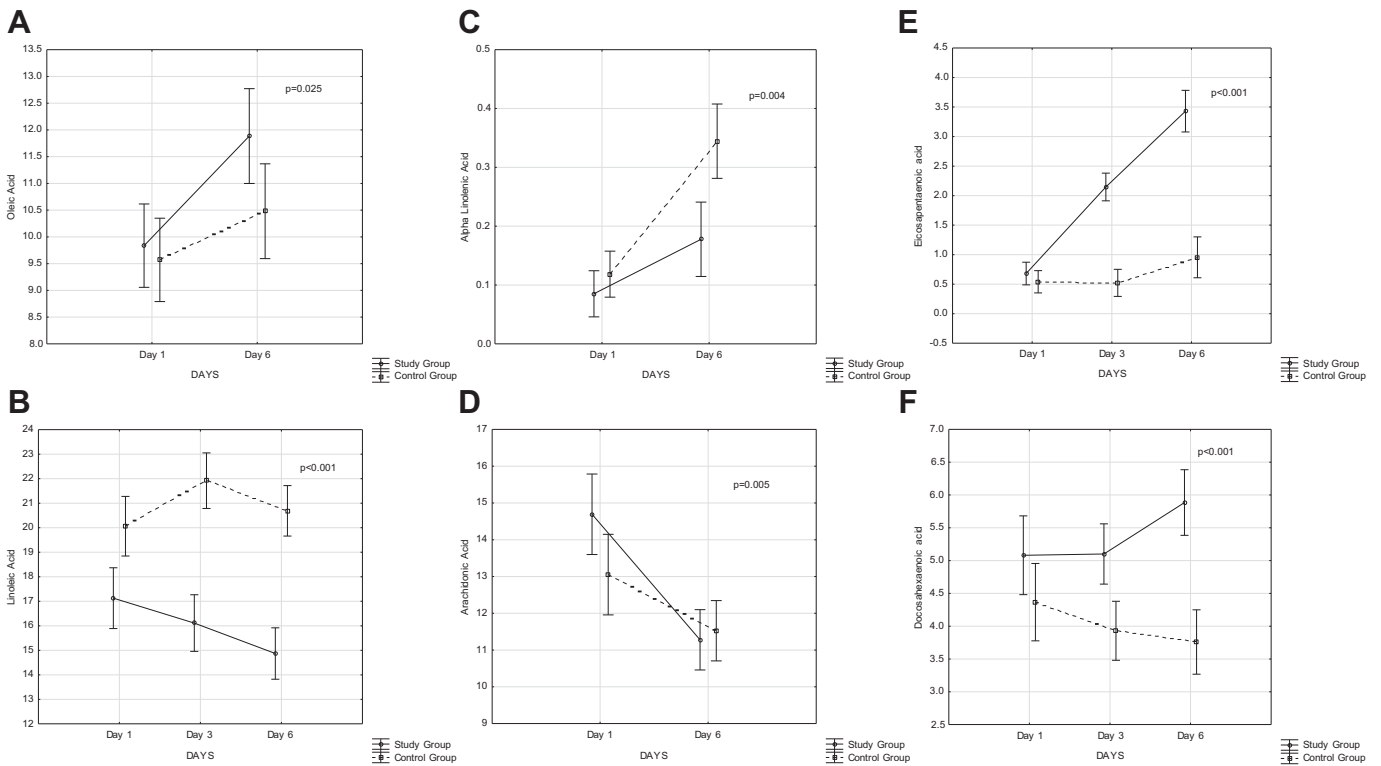 A
13.5
13.0
12.5
12.0
11.5
11.0
10.5
10.0
9.5
9.0
8.5
8.0
Oleic Acid
p=0.025
Day 1 Day 6
DAYS
Study Group
Control Group
B
24
23
22
21
20
19
18
17
16
15
14
13
12
Linoleic Acid
p<0.001
Day 1 Day 3 Day 6
DAYS
Study Group
Control Group
C
0.5
0.4
0.3
0.2
0.1
0.0
Alpha Linolenic Acid
p=0.004
Day 1 Day 6
DAYS
Study Group
Control Group
D
17
16
15
14
13
12
11
10
9
Arachidonic Acid
p=0.005
Day 1 Day 6
DAYS
Study Group
Control Group
E
4.5
4.0
3.5
3.0
2.5
2.0
1.5
1.0
0.5
0.0
-0.5
Eicosapentaenoic acid
p<0.001
Day 1 Day 3 Day 6
DAYS
Study Group
Control Group
F
7.0
6.5
6.0
5.5
5.0
4.5
4.0
3.5
3.0
2.5
Docosahexaenoic acid
p<0.001
Day 1 Day 3 Day 6
DAYS
Study Group
Control Group